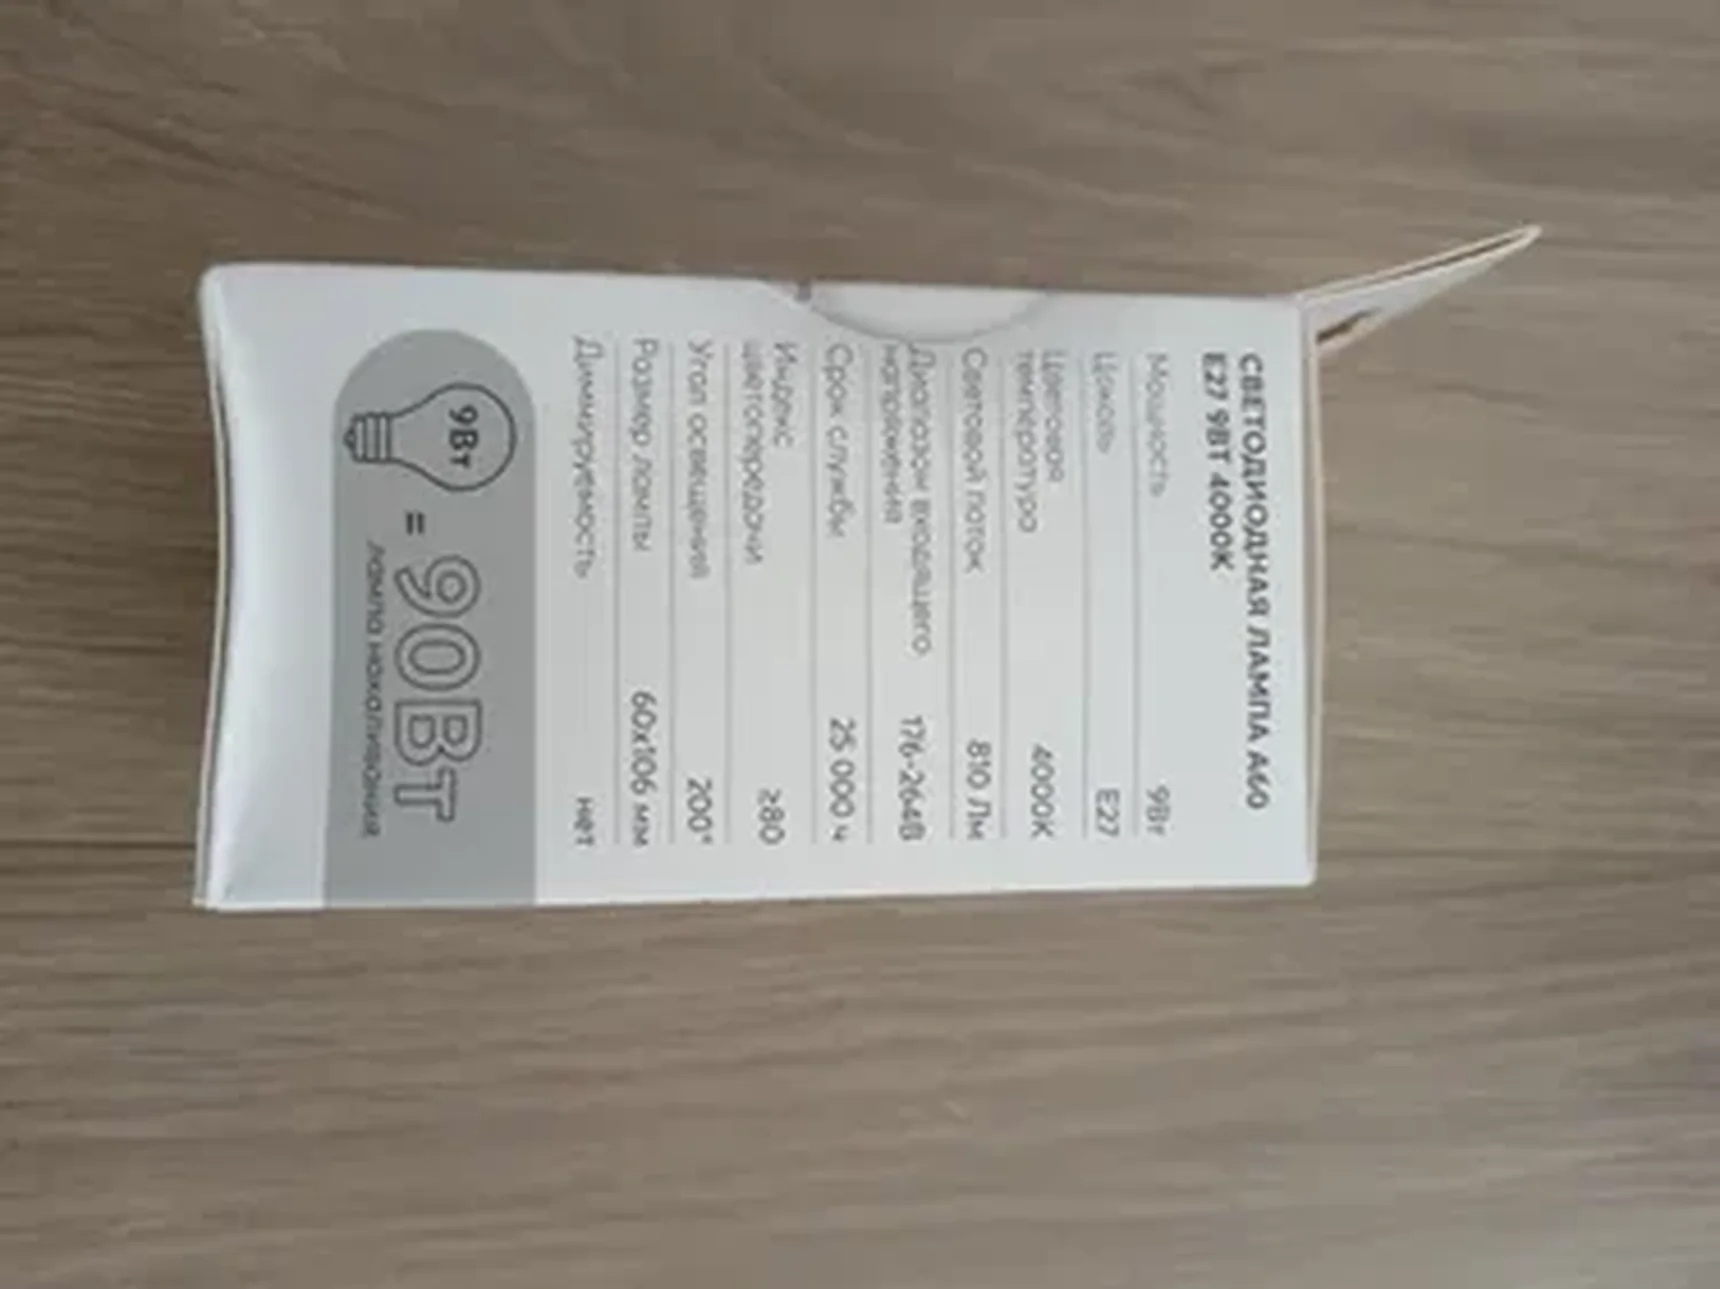 СВЕТОДИОДНАЯ ЛАМПА А60
Е27 9ВТ 4000К
Мощность 9Вт
Цоколь Е27
Цветовая
температура 4000К
Световой поток 810 Лм
Диапазон входящего
напряжения 176-264В
Срок службы 25 000 ч
Индекс
цветопередачи ≥80
Угол освещения 200°
Размер лампы 60х106 мм
Диммируемость нет
9Вт = 90Вт
лампа накаливания